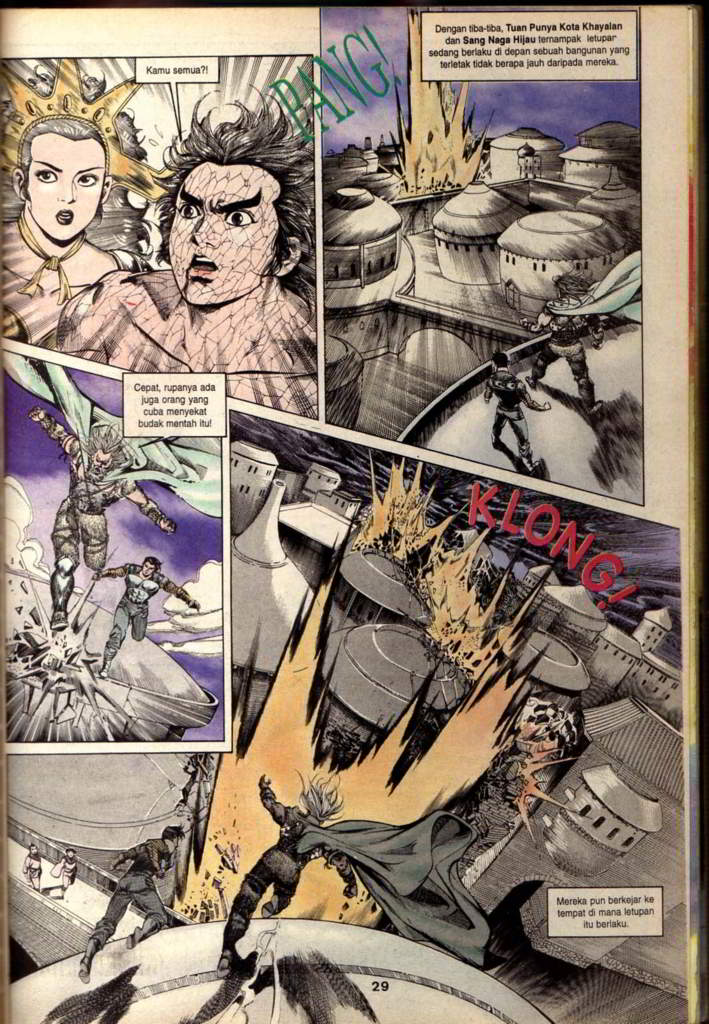 Kamu semua?!
PANG!
Dengan tiba-tiba, Tuan Punya Kota Khayalan
dan Sang Naga Hijau ternampak letupan
sedang berlaku di depan sebuah bangunan yang
terletak tidak berapa jauh daripada mereka.
Cepat, rupanya ada
juga orang yang
cuba menyekat
budak mentah itu!
KLONG!
Mereka pun berkejar ke
tempat di mana letupan
itu berlaku.
29